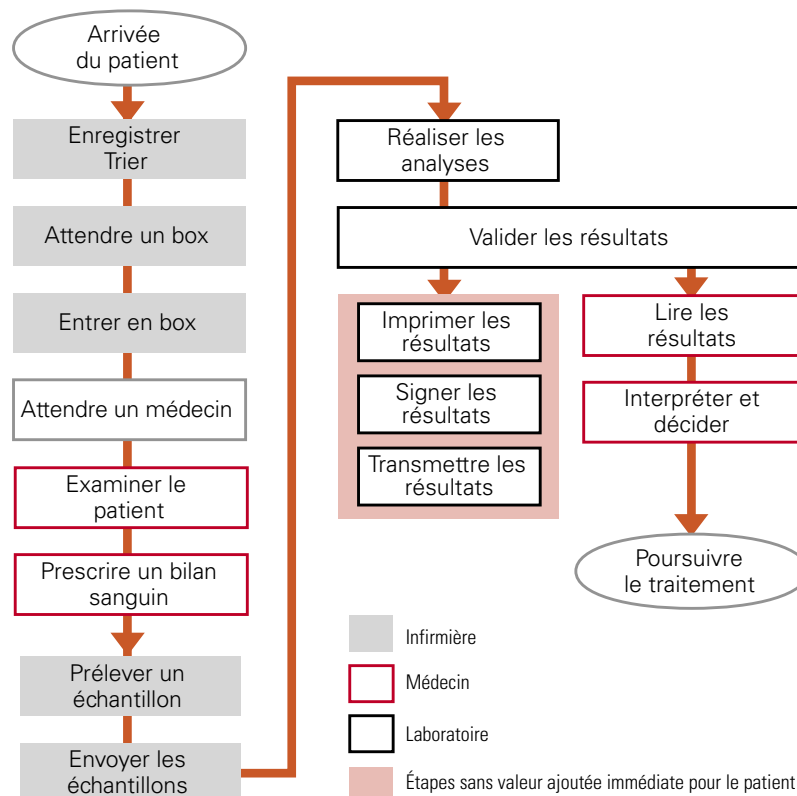 Arrivée
du patient
Enregistrer
Trier
Attendre un box
Entrer en box
Attendre un médecin
Examiner le
patient
Prescrire un bilan
sanguin
Prélever un
échantillon
Envoyer les
échantillons
Réaliser les
analyses
Valider les résultats
Imprimer les
résultats
Signer les
résultats
Transmettre les
résultats
Lire les
résultats
Interpréter et
décider
Poursuivre
le traitement
Infirmière
Médecin
Laboratoire
Étapes sans valeur ajoutée immédiate pour le patient